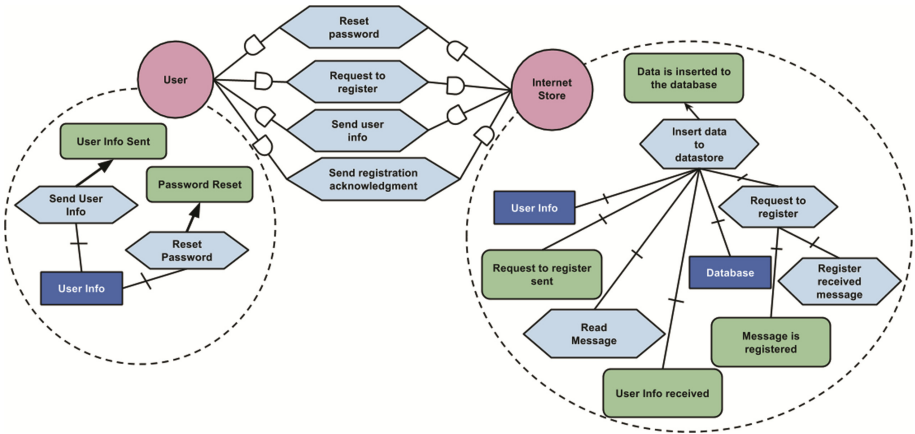 Reset
password
User
Request to
register
Internet
Store
Send user
info
Send registration
acknowledgment
User Info Sent
Password Reset
Send User
Info
Reset
Password
User Info
Data is inserted to
the database
Insert data
to
datastore
User Info
Request to
register
Request to register
sent
Database
Register
received
message
Read
Message
Message is
registered
User Info received